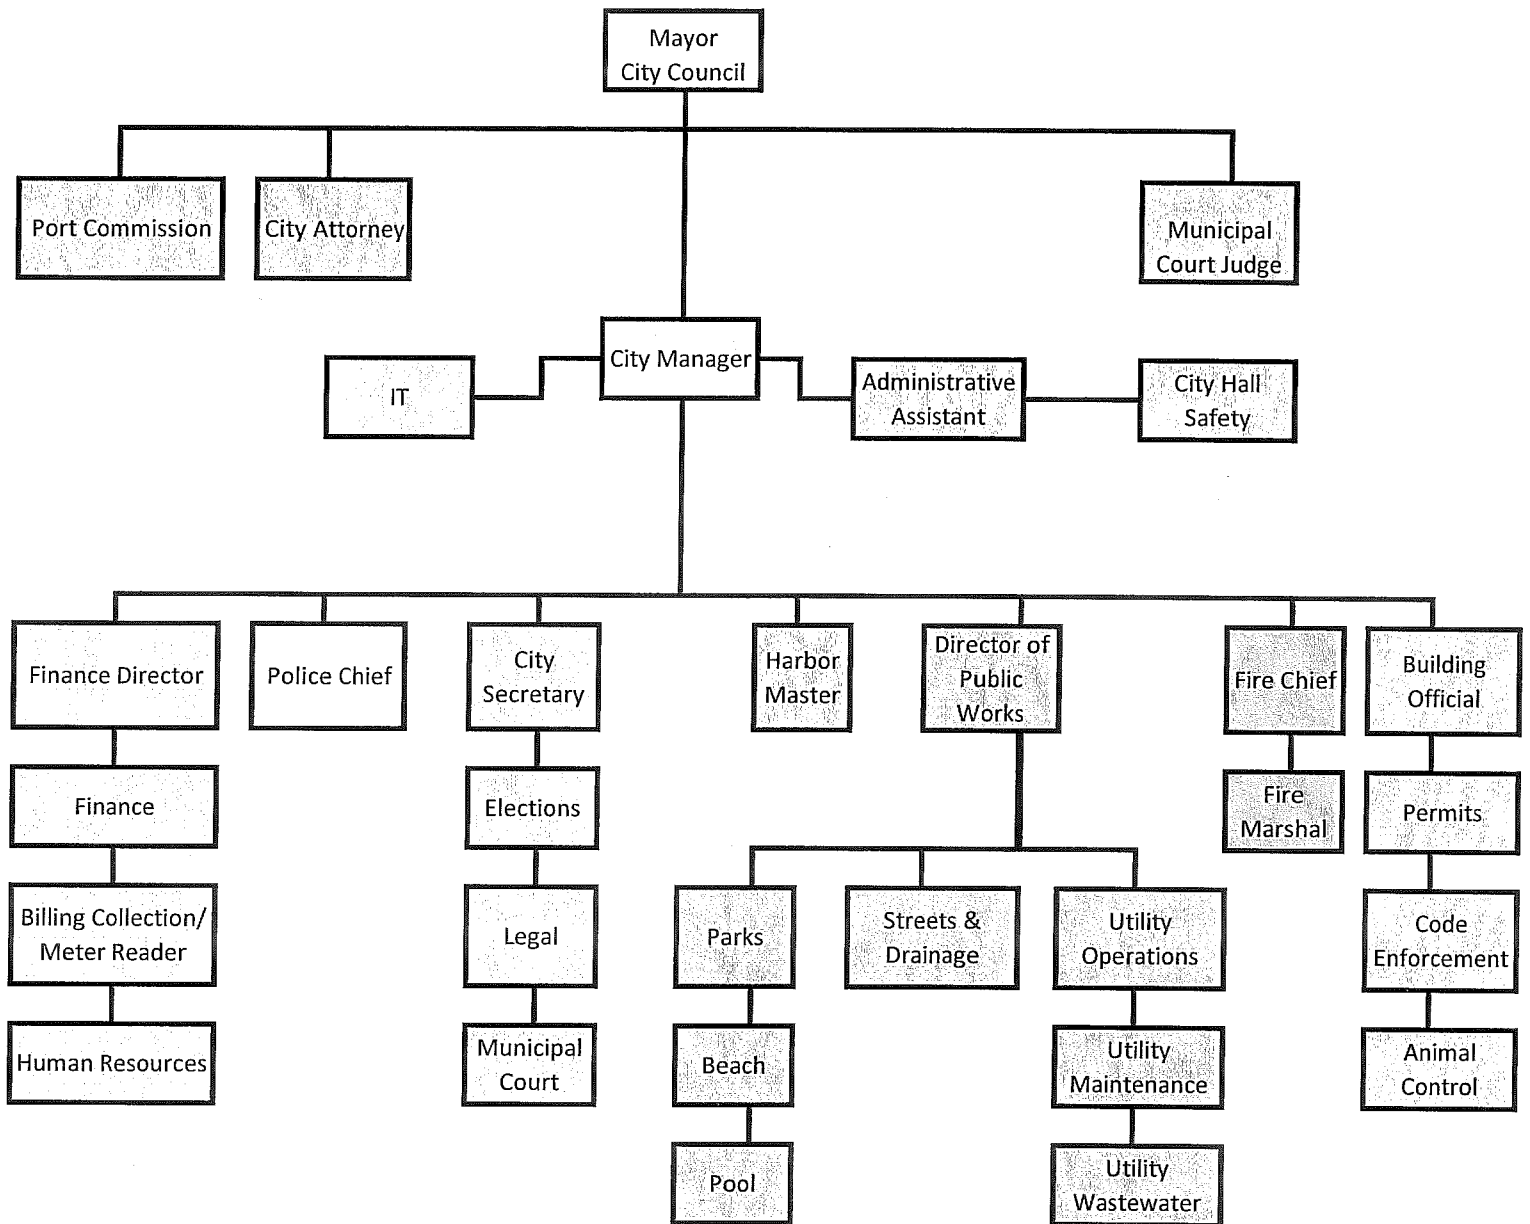 Mayor
City Council
Port Commission
City Attorney
Municipal
Court Judge
City Manager
IT
Administrative
Assistant
City Hall
Safety
Finance Director
Police Chief
City
Secretary
Harbor
Master
Director of
Public
Works
Fire Chief
Building
Official
Finance
Elections
Fire
Marshal
Permits
Billing Collection/
Meter Reader
Legal
Parks
Streets &
Drainage
Utility
Operations
Code
Enforcement
Human Resources
Municipal
Court
Beach
Utility
Maintenance
Animal
Control
Pool
Utility
Wastewater